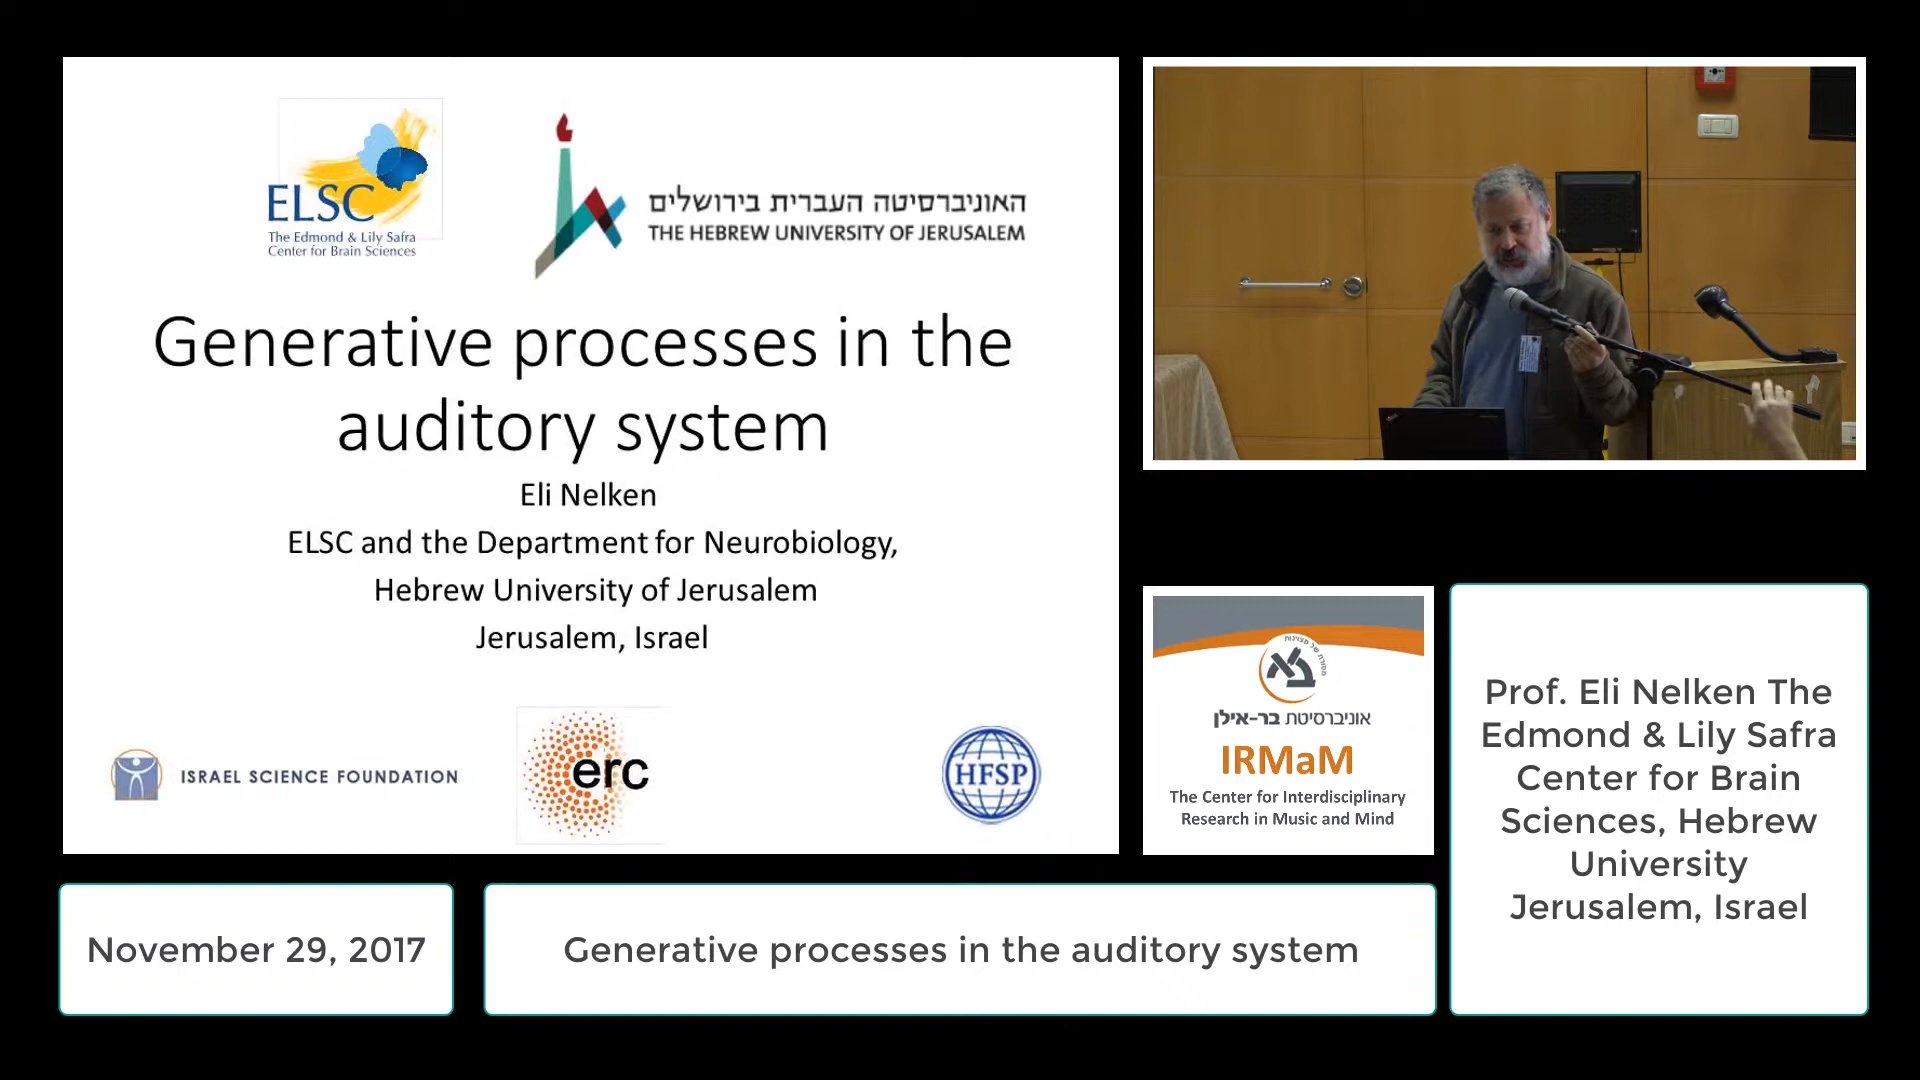 ELSC
The Edmond & Lily Safra
Center for Brain Sciences
האוניברסיטה העברית בירושלים
THE HEBREW UNIVERSITY OF JERUSALEM
Generative processes in the
auditory system
Eli Nelken
ELSC and the Department for Neurobiology,
Hebrew University of Jerusalem
Jerusalem, Israel
ISRAEL SCIENCE FOUNDATION
erc
HFSP
מסורת של מצוינות
בא
אוניברסיטת בר-אילן
IRMaM
The Center for Interdisciplinary
Research in Music and Mind
Prof. Eli Nelken The
Edmond & Lily Safra
Center for Brain
Sciences, Hebrew
University
Jerusalem, Israel
November 29, 2017
Generative processes in the auditory system